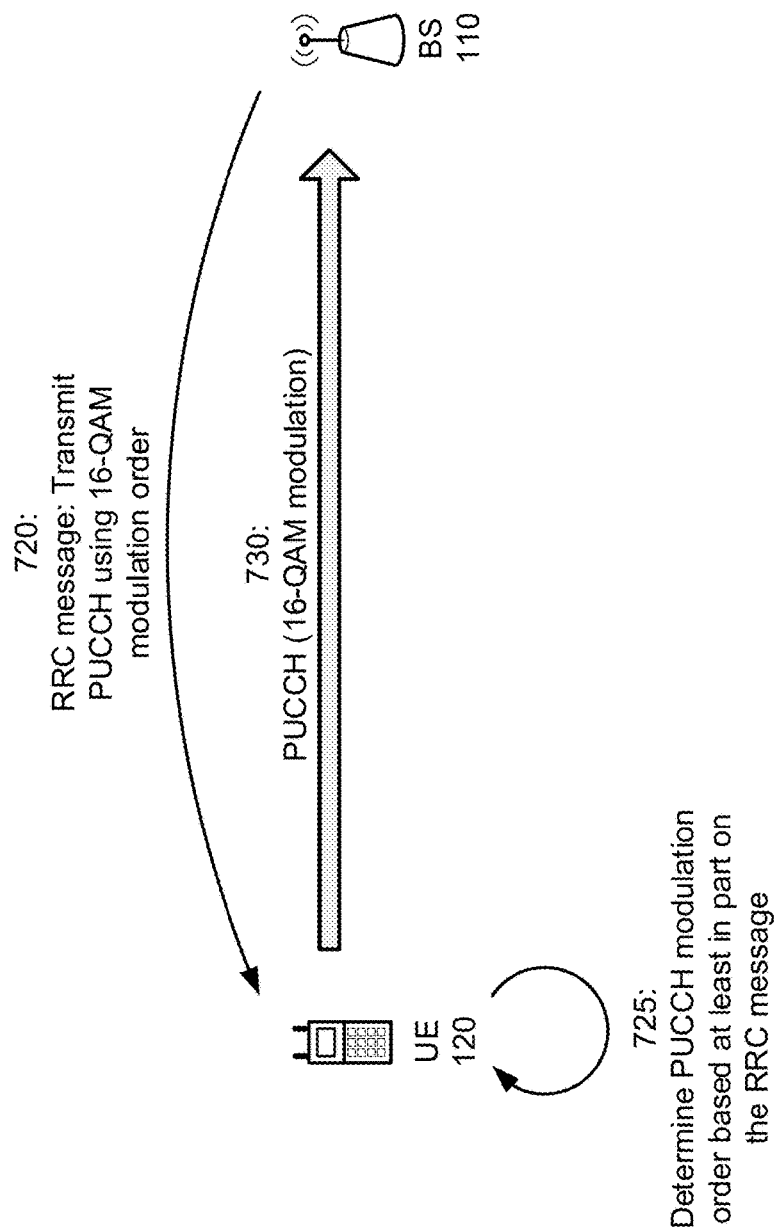 720:
RRC message: Transmit
PUCCH using 16-QAM
modulation order
730:
PUCCH (16-QAM modulation)
UE
120
BS
110
725:
Determine PUCCH modulation
order based at least in part on
the RRC message